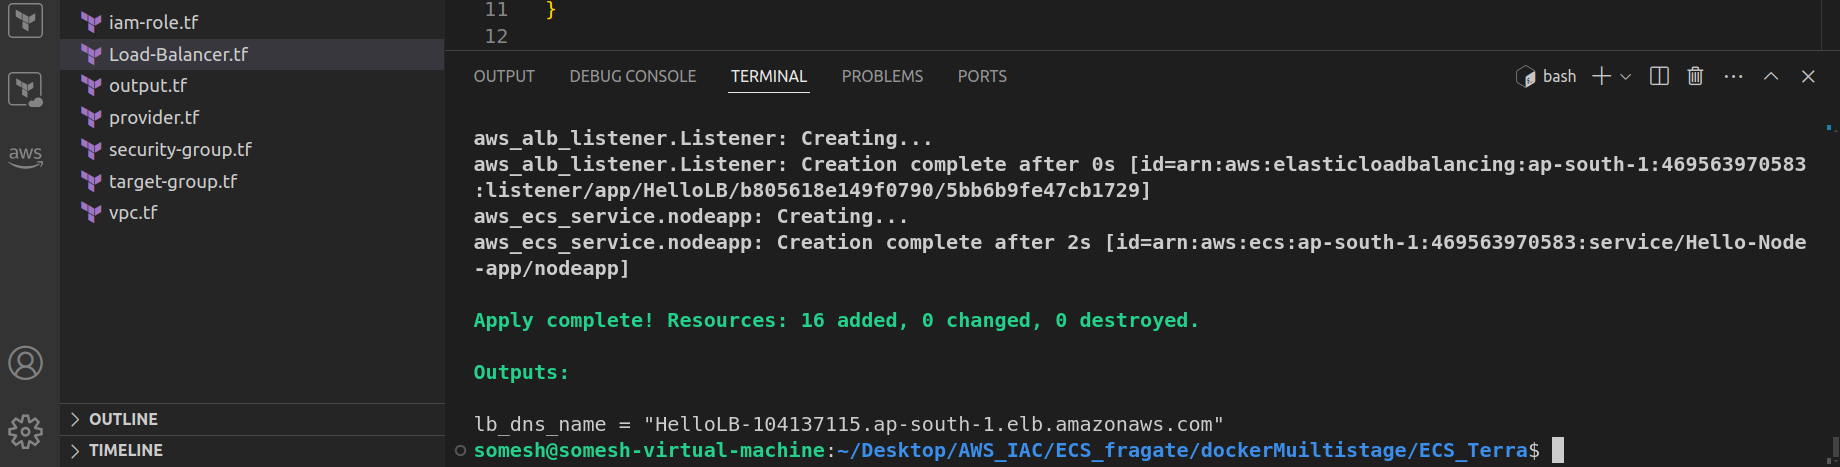 iam-role.tf
Load-Balancer.tf
output.tf
provider.tf
security-group.tf
target-group.tf
vpc.tf
aws
OUTLINE
TIMELINE
11 }
12
OUTPUT DEBUG CONSOLE TERMINAL PROBLEMS PORTS bash
aws_alb_listener.Listener: Creating...
aws_alb_listener.Listener: Creation complete after 0s [id=arn:aws:elasticloadbalancing:ap-south-1:469563970583
:listener/app/HelloLB/b805618e149f0790/5bb6b9fe47cb1729]
aws_ecs_service.nodeapp: Creating...
aws_ecs_service.nodeapp: Creation complete after 2s [id=arn:aws:ecs:ap-south-1:469563970583:service/Hello-Node
-app/nodeapp]
Apply complete! Resources: 16 added, 0 changed, 0 destroyed.
Outputs:
lb_dns_name = "HelloLB-104137115.ap-south-1.elb.amazonaws.com"
somesh@somesh-virtual-machine:~/Desktop/AWS_IAC/ECS_fragate/dockerMuiltistage/ECS_Terra$